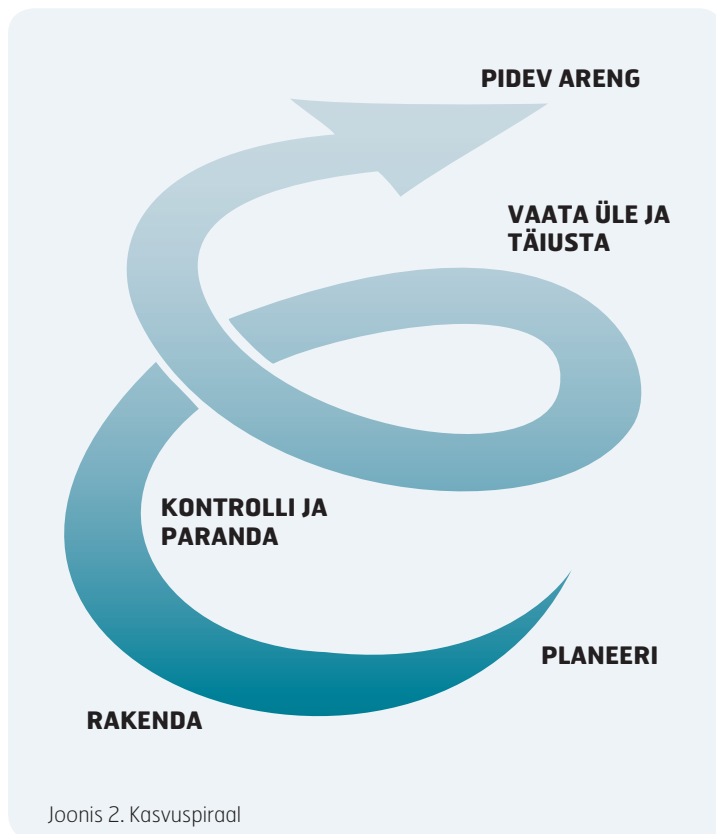 PIDEV ARENG
VAATA ÜLE JA
TÄIUSTA
KONTROLLI JA
PARANDA
PLANEERI
RAKENDA
Joonis 2. Kasvuspiraal